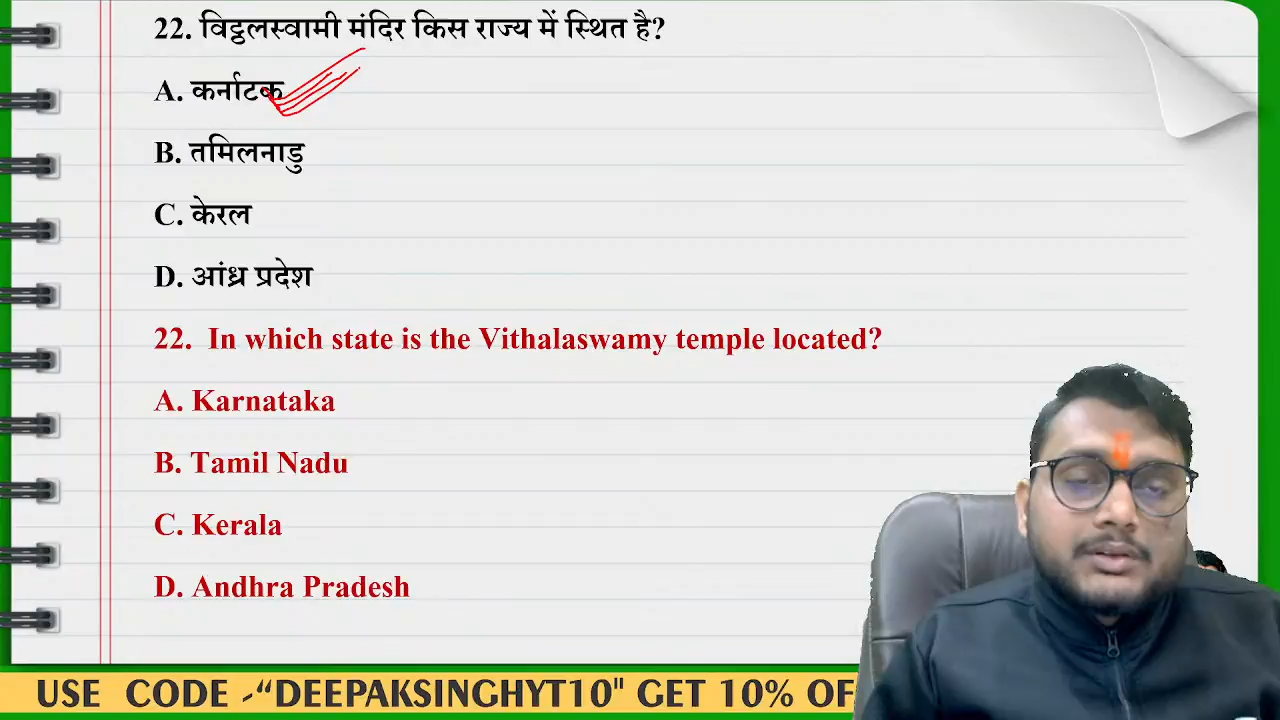 22. विट्ठलस्वामी मंदिर किस राज्य में स्थित है?
A. कर्नाटक
B. तमिलनाडु
C. केरल
D. आंध्र प्रदेश
22. In which state is the Vithalaswamy temple located?
A. Karnataka
B. Tamil Nadu
C. Kerala
D. Andhra Pradesh
USE CODE -“DEEPAKSINGHYT10" GET 10% OF